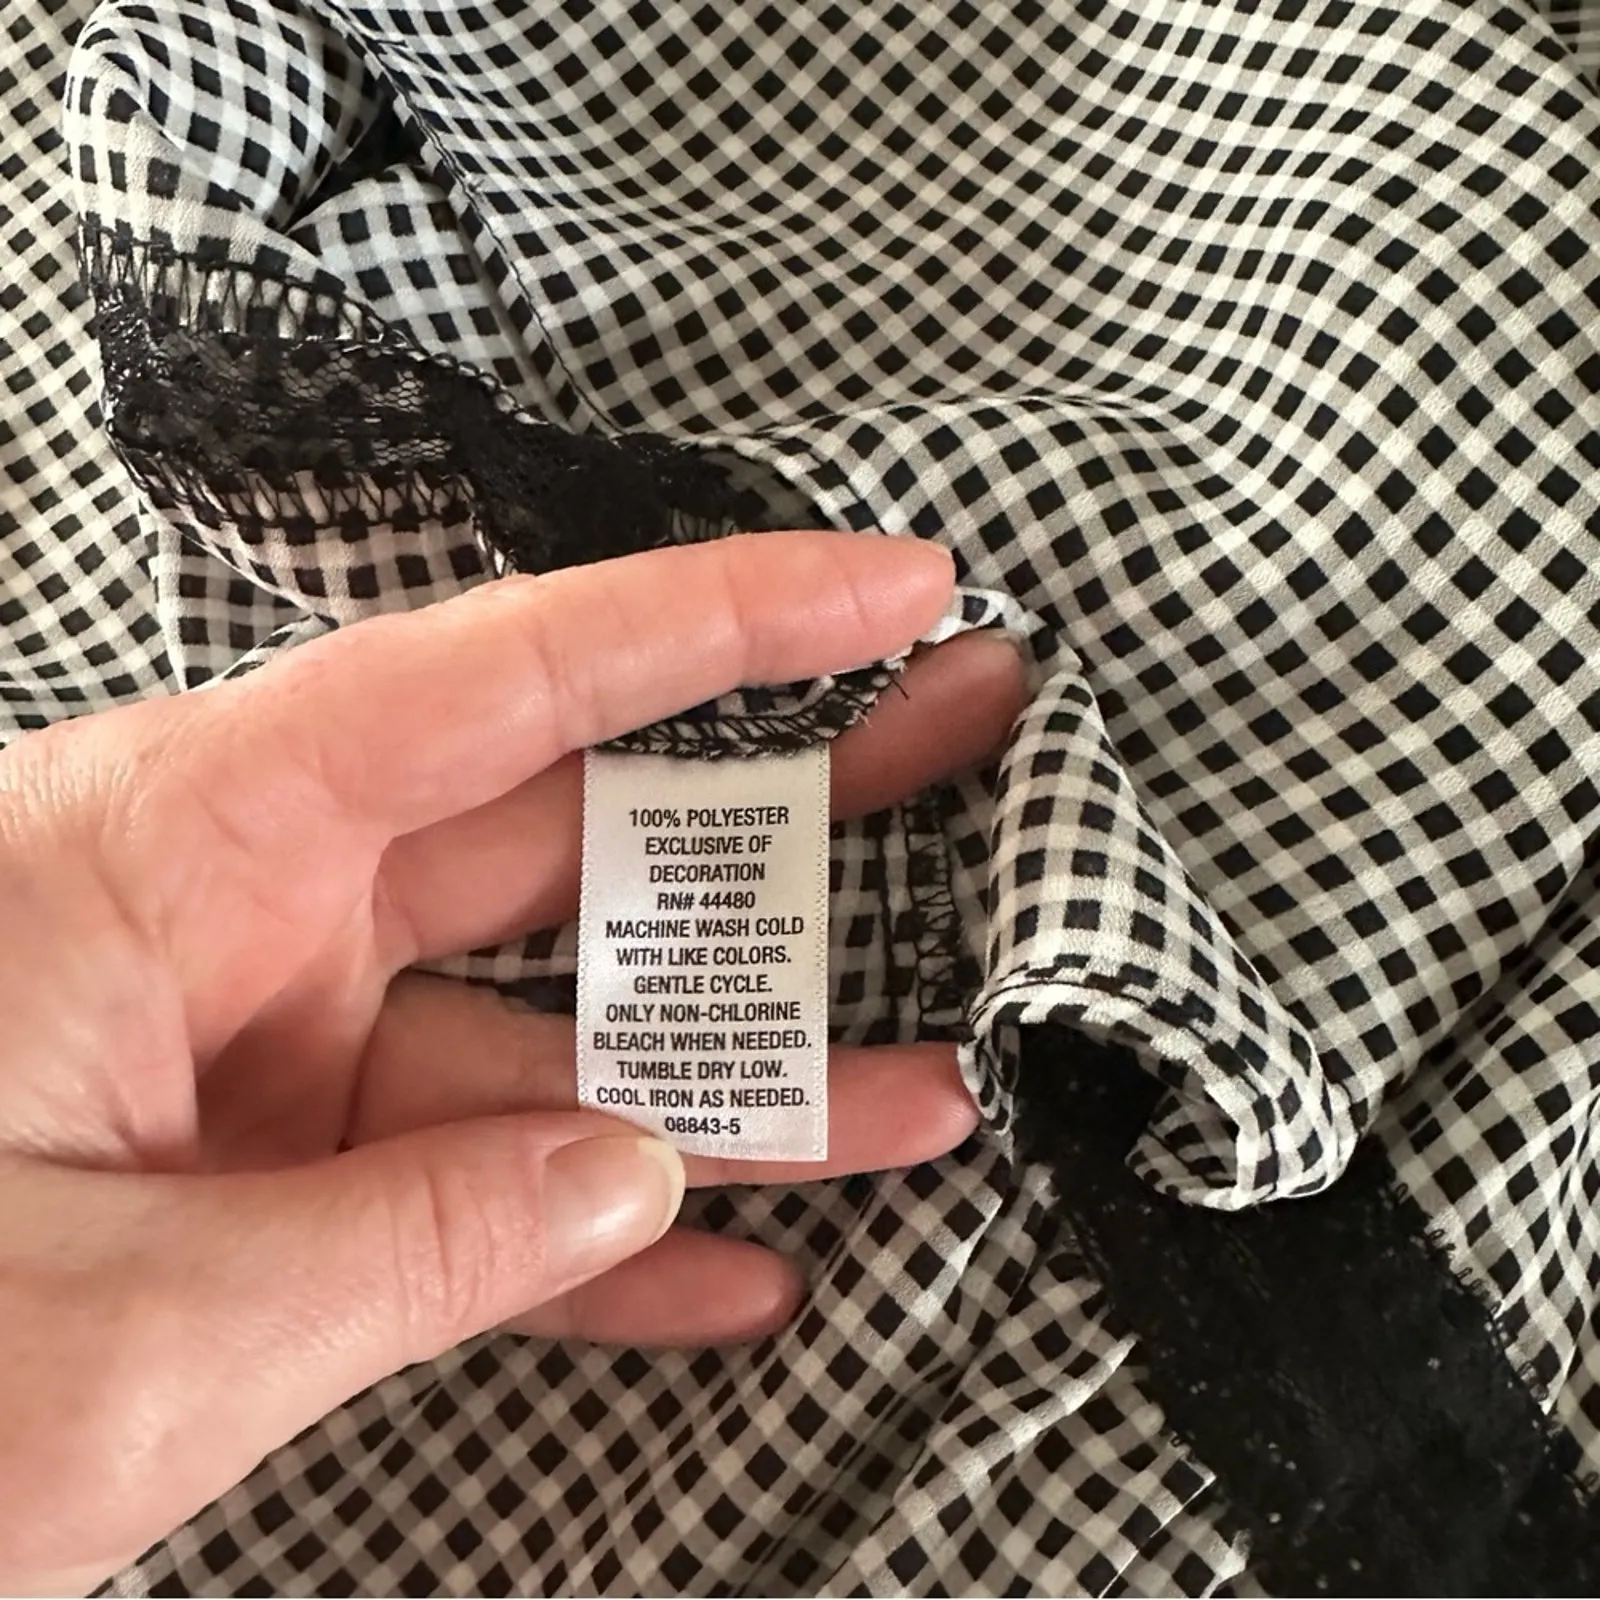 100% POLYESTER
EXCLUSIVE OF
DECORATION
RN# 44480
MACHINE WASH COLD
WITH LIKE COLORS.
GENTLE CYCLE.
ONLY NON-CHLORINE
BLEACH WHEN NEEDED.
TUMBLE DRY LOW.
COOL IRON AS NEEDED.
08843-5